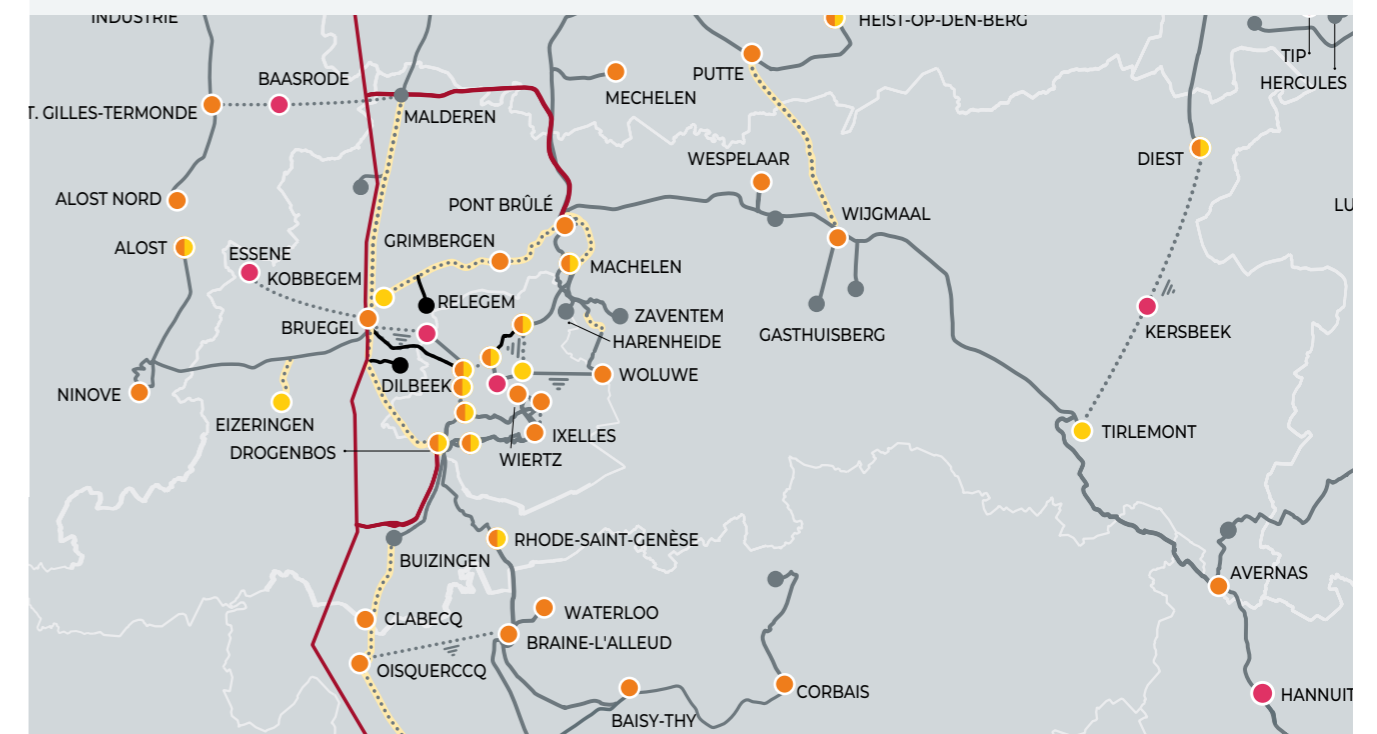 INDUSTRIE
HEIST-OP-DEN-BERG
TIP
HERCULES
BAASRODE
PUTTE
MECHELEN
T. GILLES-TERMONDE
MALDEREN
WESPELAAR
DIEST
ALOST NORD
PONT BRÛLÉ
WIJGMAAL
LU
ALOST
ESSENE
GRIMBERGEN
KOBBEGEM
MACHELEN
RELEGEM
ZAVENTEM
BRUEGEL
HARENHEIDE
GASTHUISBERG
KERSBEEK
DILBEEK
WOLUWE
NINOVE
EIZERINGEN
IXELLES
TIRLEMONT
DROGENBOS
WIERTZ
RHODE-SAINT-GENÈSE
BUIZINGEN
AVERNAS
CLABECQ
WATERLOO
BRAINE-L'ALLEUD
OISQUERCCQ
CORBAIS
HANNUIT
BAISY-THY